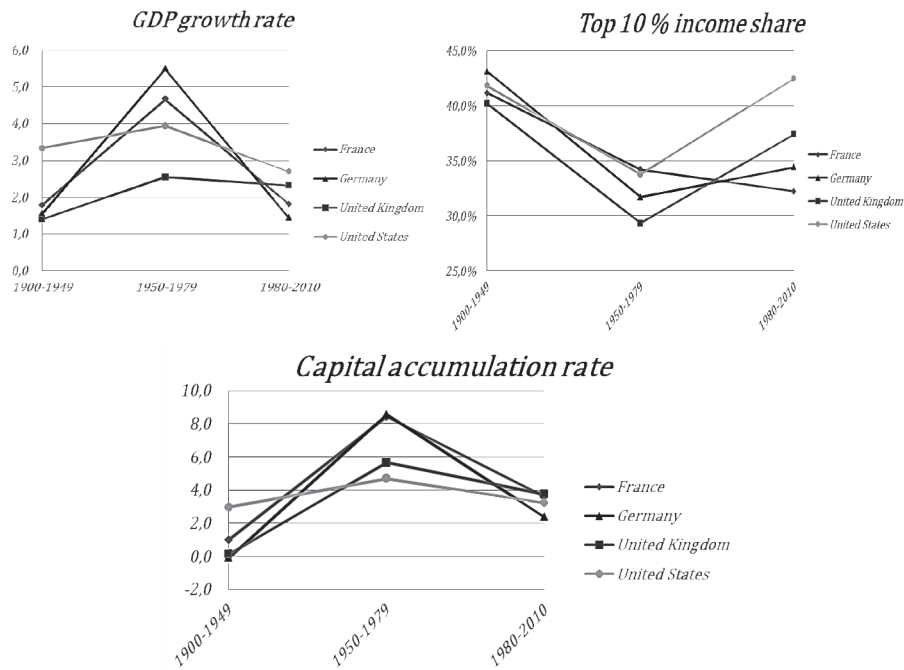 GDP growth rate
6,0
5,0
4,0
3,0
2,0
1,0
0,0
1900-1949 1950-1979 1980-2010
France
Germany
United Kingdom
United States
Top 10 % income share
45,0%
40,0%
35,0%
30,0%
25,0%
1900-1949
1950-1979
1980-2010
France
Germany
United Kingdom
United States
Capital accumulation rate
10,0
8,0
6,0
4,0
2,0
0,0
-2,0
1900-1949
1950-1979
1980-2010
France
Germany
United Kingdom
United States